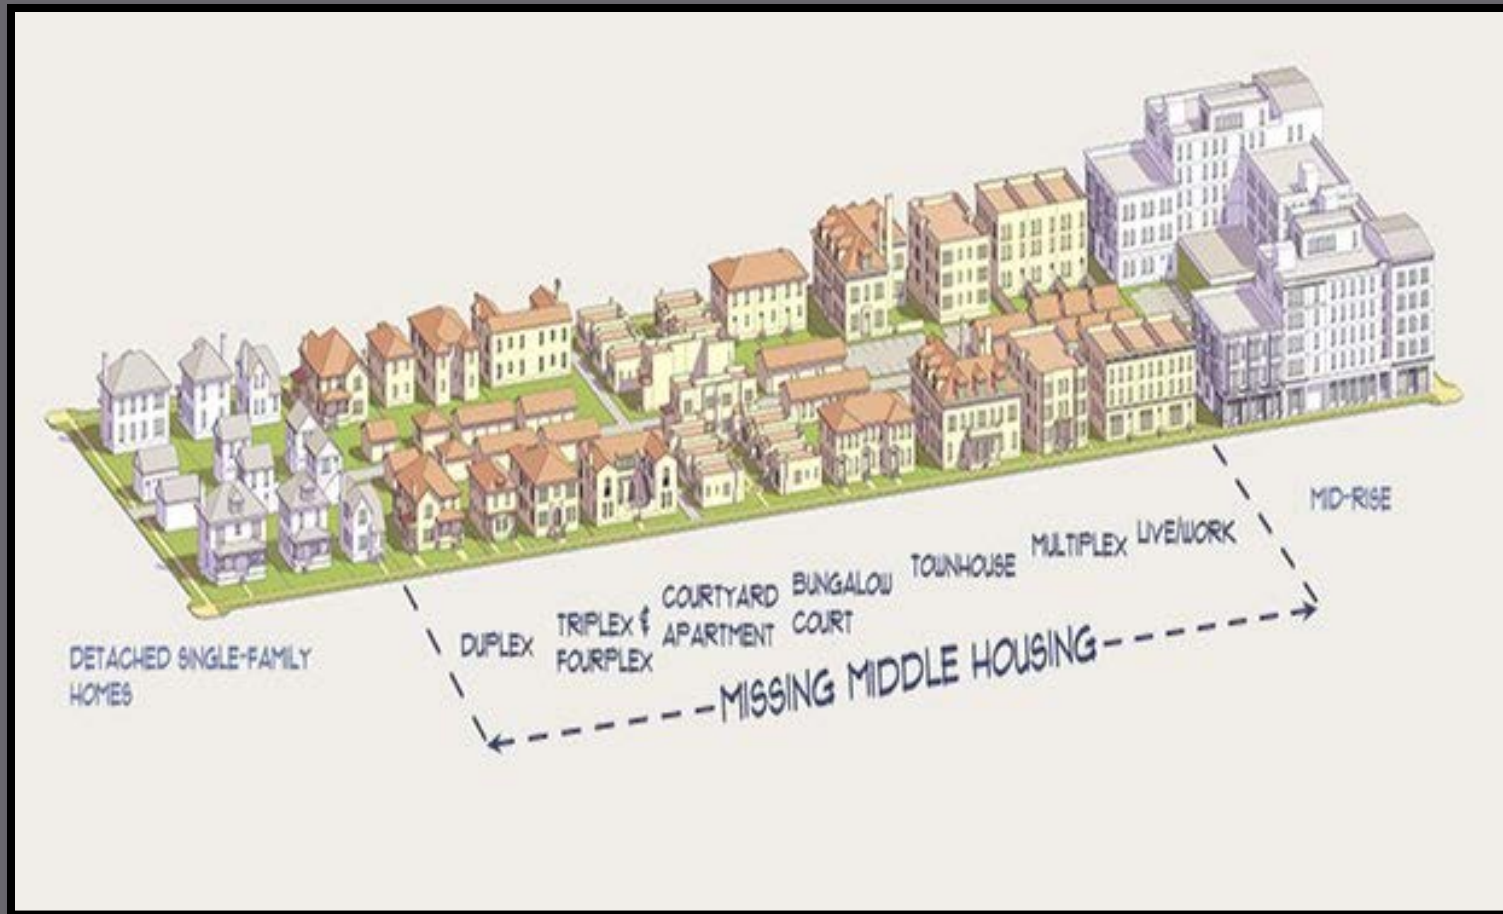 DETACHED SINGLE-FAMILY
HOMES
DUPLEX
TRIPLEX &
FOURPLEX
COURTYARD
APARTMENT
BUNGALOW
COURT
TOWNHOUSE
MULTIPLEX
LIVE/WORK
MID-RISE
MISSING MIDDLE HOUSING